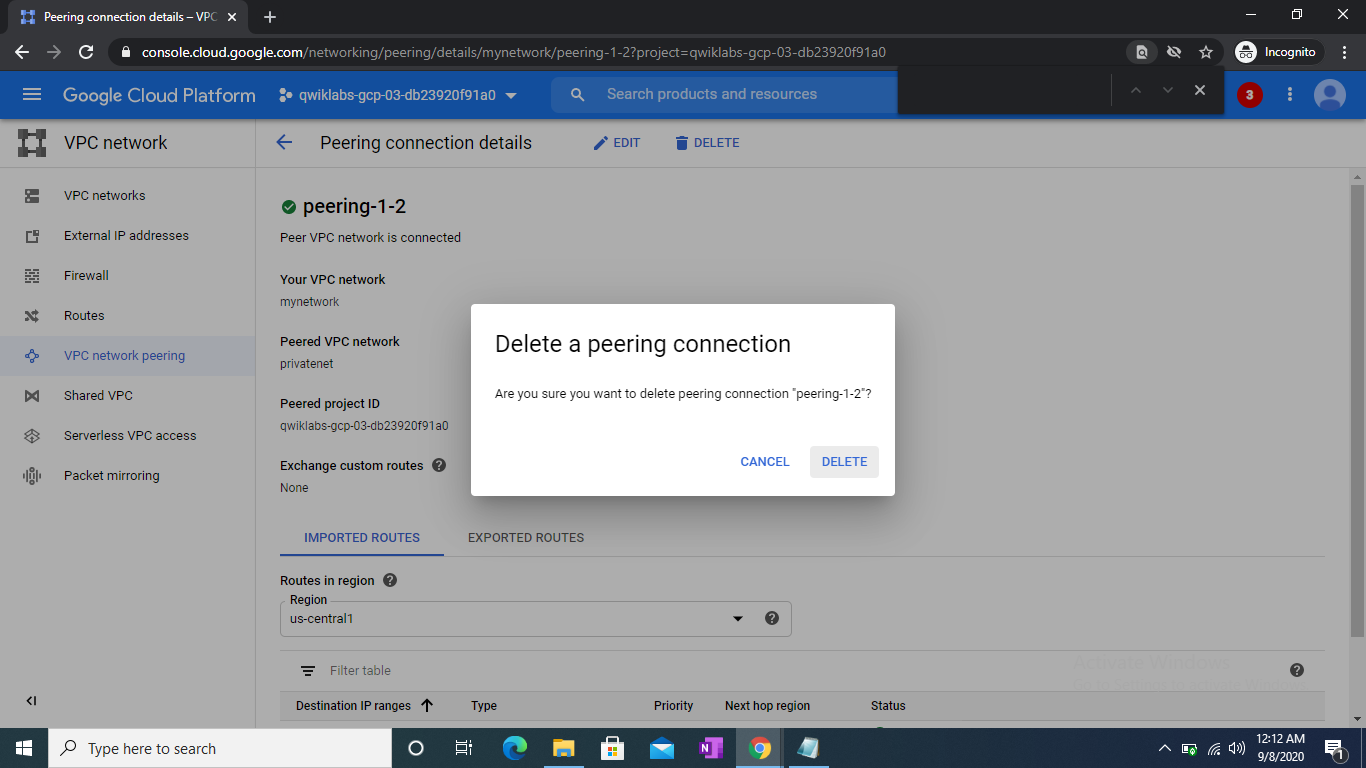 Peering connection details – VPC
console.cloud.google.com/networking/peering/details/mynetwork/peering-1-2?project=qwiklabs-gcp-03-db23920f91a0
Incognito
Google Cloud Platform
qwiklabs-gcp-03-db23920f91a0
Search products and resources
3
VPC network
Peering connection details
EDIT
DELETE
VPC networks
External IP addresses
Firewall
Routes
VPC network peering
Shared VPC
Serverless VPC access
Packet mirroring
peering-1-2
Peer VPC network is connected
Your VPC network
mynetwork
Peered VPC network
privatenet
Peered project ID
qwiklabs-gcp-03-db23920f91a0
Exchange custom routes
None
Delete a peering connection
Are you sure you want to delete peering connection "peering-1-2"?
CANCEL
DELETE
IMPORTED ROUTES
EXPORTED ROUTES
Routes in region
Region
us-central1
Filter table
Activate Windows
Destination IP ranges
Type
Priority
Next hop region
Status
Type here to search
12:12 AM
9/8/2020
1